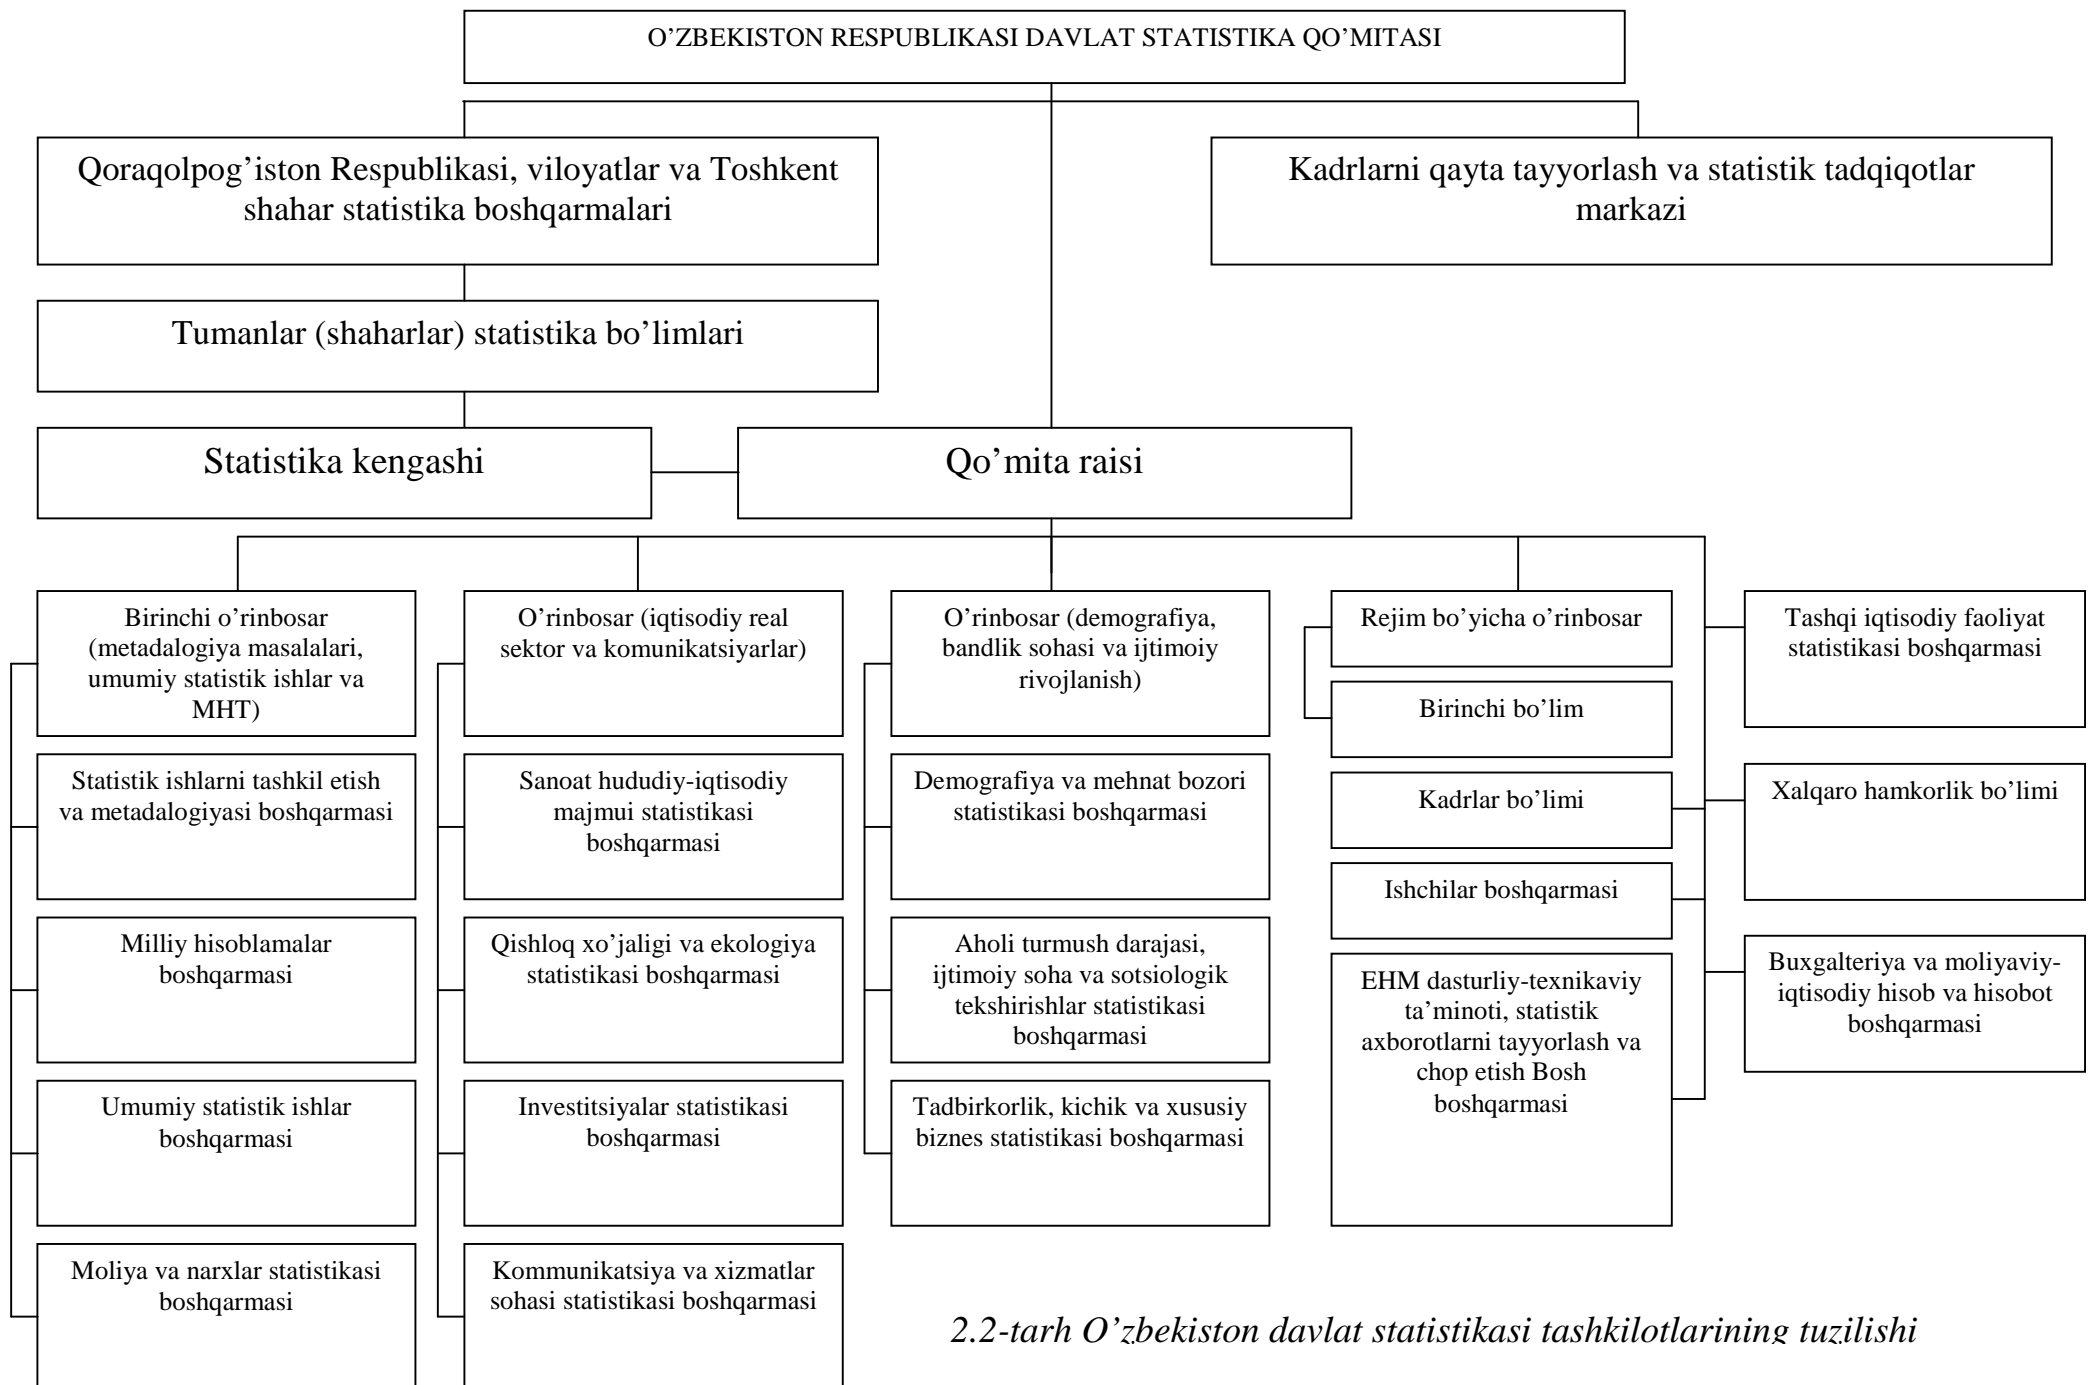 O’ZBEKISTON RESPUBLIKASI DAVLAT STATISTIKA QO’MITASI
Qoraqolpog’iston Respublikasi, viloyatlar va Toshkent
shahar statistika boshqarmalari
Kadrlarni qayta tayyorlash va statistik tadqiqotlar
markazi
Tumanlar (shaharlar) statistika bo’limlari
Statistika kengashi
Qo’mita raisi
Birinchi o’rinbosar
(metadalogiya masalalari,
umumiy statistik ishlar va
MHT)
Statistik ishlarni tashkil etish
va metadalogiyasi boshqarmasi
Milliy hisoblamalar
boshqarmasi
Umumiy statistik ishlar
boshqarmasi
Moliya va narxlar statistikasi
boshqarmasi
O’rinbosar (iqtisodiy real
sektor va komunikatsiyarlar)
Sanoat hududiy-iqtisodiy
majmui statistikasi
boshqarmasi
Qishloq xo’jaligi va ekologiya
statistikasi boshqarmasi
Investitsiyalar statistikasi
boshqarmasi
Kommunikatsiya va xizmatlar
sohasi statistikasi boshqarmasi
O’rinbosar (demografiya,
bandlik sohasi va ijtimoiy
rivojlanish)
Demografiya va mehnat bozori
statistikasi boshqarmasi
Aholi turmush darajasi,
ijtimoiy soha va sotsiologik
tekshirishlar statistikasi
boshqarmasi
Tadbirkorlik, kichik va xususiy
biznes statistikasi boshqarmasi
Rejim bo’yicha o’rinbosar
Birinchi bo’lim
Kadrlar bo’limi
Ishchilar boshqarmasi
EHM dasturliy-texnikaviy
ta’minoti, statistik
axborotlarni tayyorlash va
chop etish Bosh
boshqarmasi
Tashqi iqtisodiy faoliyat
statistikasi boshqarmasi
Xalqaro hamkorlik bo’limi
Buxgalteriya va moliyaviy-
iqtisodiy hisob va hisobot
boshqarmasi
2.2-tarh O’zbekiston davlat statistikasi tashkilotlarining tuzilishi